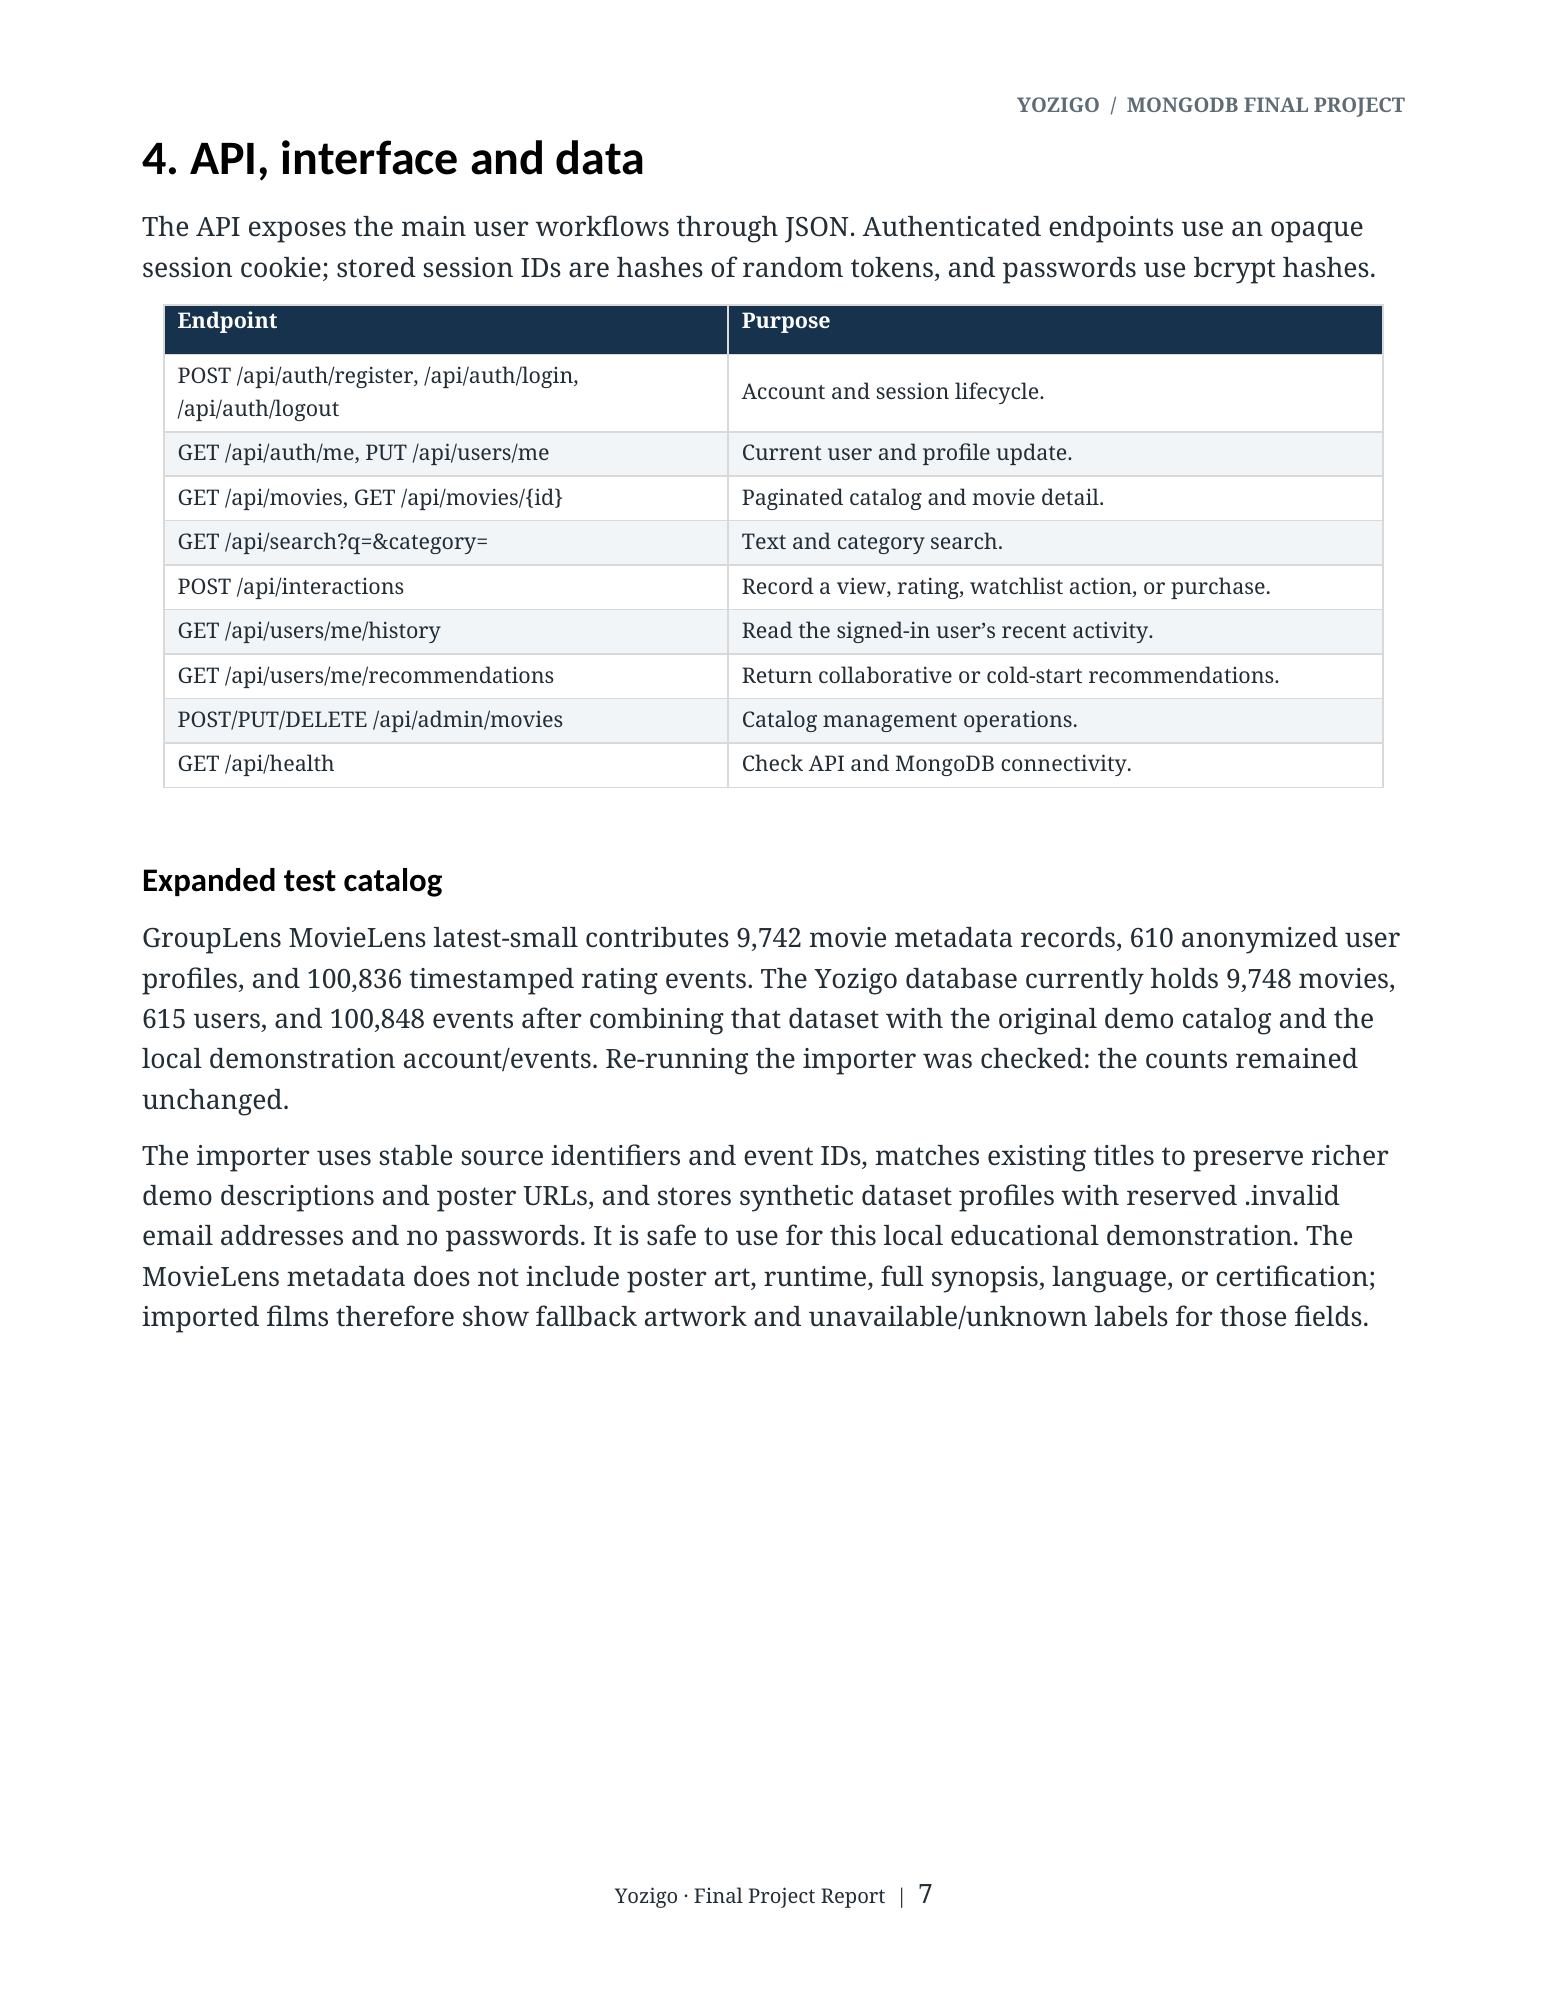 YOZIGO / MONGODB FINAL PROJECT
4. API, interface and data
The API exposes the main user workflows through JSON. Authenticated endpoints use an opaque
session cookie; stored session IDs are hashes of random tokens, and passwords use bcrypt hashes.
Endpoint Purpose
POST /api/auth/register, /api/auth/login,
/api/auth/logout
Account and session lifecycle.
GET /api/auth/me, PUT /api/users/me Current user and profile update.
GET /api/movies, GET /api/movies/{id} Paginated catalog and movie detail.
GET /api/search?q=&category= Text and category search.
POST /api/interactions Record a view, rating, watchlist action, or purchase.
GET /api/users/me/history Read the signed-in user’s recent activity.
GET /api/users/me/recommendations Return collaborative or cold-start recommendations.
POST/PUT/DELETE /api/admin/movies Catalog management operations.
GET /api/health Check API and MongoDB connectivity.
Expanded test catalog
GroupLens MovieLens latest-small contributes 9,742 movie metadata records, 610 anonymized user
profiles, and 100,836 timestamped rating events. The Yozigo database currently holds 9,748 movies,
615 users, and 100,848 events after combining that dataset with the original demo catalog and the
local demonstration account/events. Re-running the importer was checked: the counts remained
unchanged.
The importer uses stable source identifiers and event IDs, matches existing titles to preserve richer
demo descriptions and poster URLs, and stores synthetic dataset profiles with reserved .invalid
email addresses and no passwords. It is safe to use for this local educational demonstration. The
MovieLens metadata does not include poster art, runtime, full synopsis, language, or certification;
imported films therefore show fallback artwork and unavailable/unknown labels for those fields.
Yozigo · Final Project Report | 7